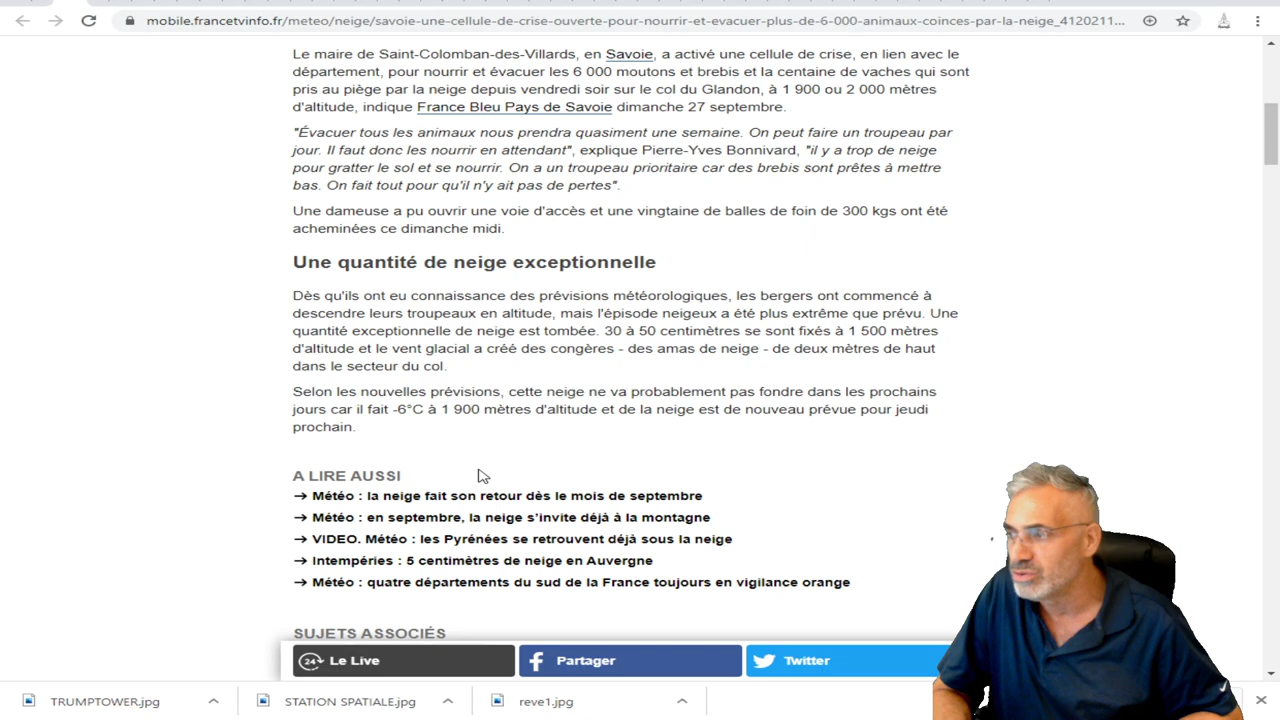 mobile.francetvinfo.fr/meteo/neige/savoie-une-cellule-de-crise-ouverte-pour-nourrir-et-evacuer-plus-de-6-000-animaux-coinces-par-la-neige_4120211...
Le maire de Saint-Colomban-des-Villards, en Savoie, a activé une cellule de crise, en lien avec le
département, pour nourrir et évacuer les 6 000 moutons et brebis et la centaine de vaches qui sont
pris au piège par la neige depuis vendredi soir sur le col du Glandon, à 1 900 ou 2 000 mètres
d'altitude, indique France Bleu Pays de Savoie dimanche 27 septembre.
"Évacuer tous les animaux nous prendra quasiment une semaine. On peut faire un troupeau par
jour. Il faut donc les nourrir en attendant", explique Pierre-Yves Bonnivard, "il y a trop de neige
pour gratter le sol et se nourrir. On a un troupeau prioritaire car des brebis sont prêtes à mettre
bas. On fait tout pour qu'il n'y ait pas de pertes".
Une dameuse a pu ouvrir une voie d'accès et une vingtaine de balles de foin de 300 kgs ont été
acheminées ce dimanche midi.
Une quantité de neige exceptionnelle
Dès qu'ils ont eu connaissance des prévisions météorologiques, les bergers ont commencé à
descendre leurs troupeaux en altitude, mais l'épisode neigeux a été plus extrême que prévu. Une
quantité exceptionnelle de neige est tombée. 30 à 50 centimètres se sont fixés à 1 500 mètres
d'altitude et le vent glacial a créé des congères - des amas de neige - de deux mètres de haut
dans le secteur du col.
Selon les nouvelles prévisions, cette neige ne va probablement pas fondre dans les prochains
jours car il fait -6°C à 1 900 mètres d'altitude et de la neige est de nouveau prévue pour jeudi
prochain.
A LIRE AUSSI
→ Météo : la neige fait son retour dès le mois de septembre
→ Météo : en septembre, la neige s'invite déjà à la montagne
→ VIDEO. Météo : les Pyrénées se retrouvent déjà sous la neige
→ Intempéries : 5 centimètres de neige en Auvergne
→ Météo : quatre départements du sud de la France toujours en vigilance orange
SUJETS ASSOCIÉS
24 Le Live
Partager
Twitter
TRUMPTOWER.jpg
STATION SPATIALE.jpg
reve1.jpg